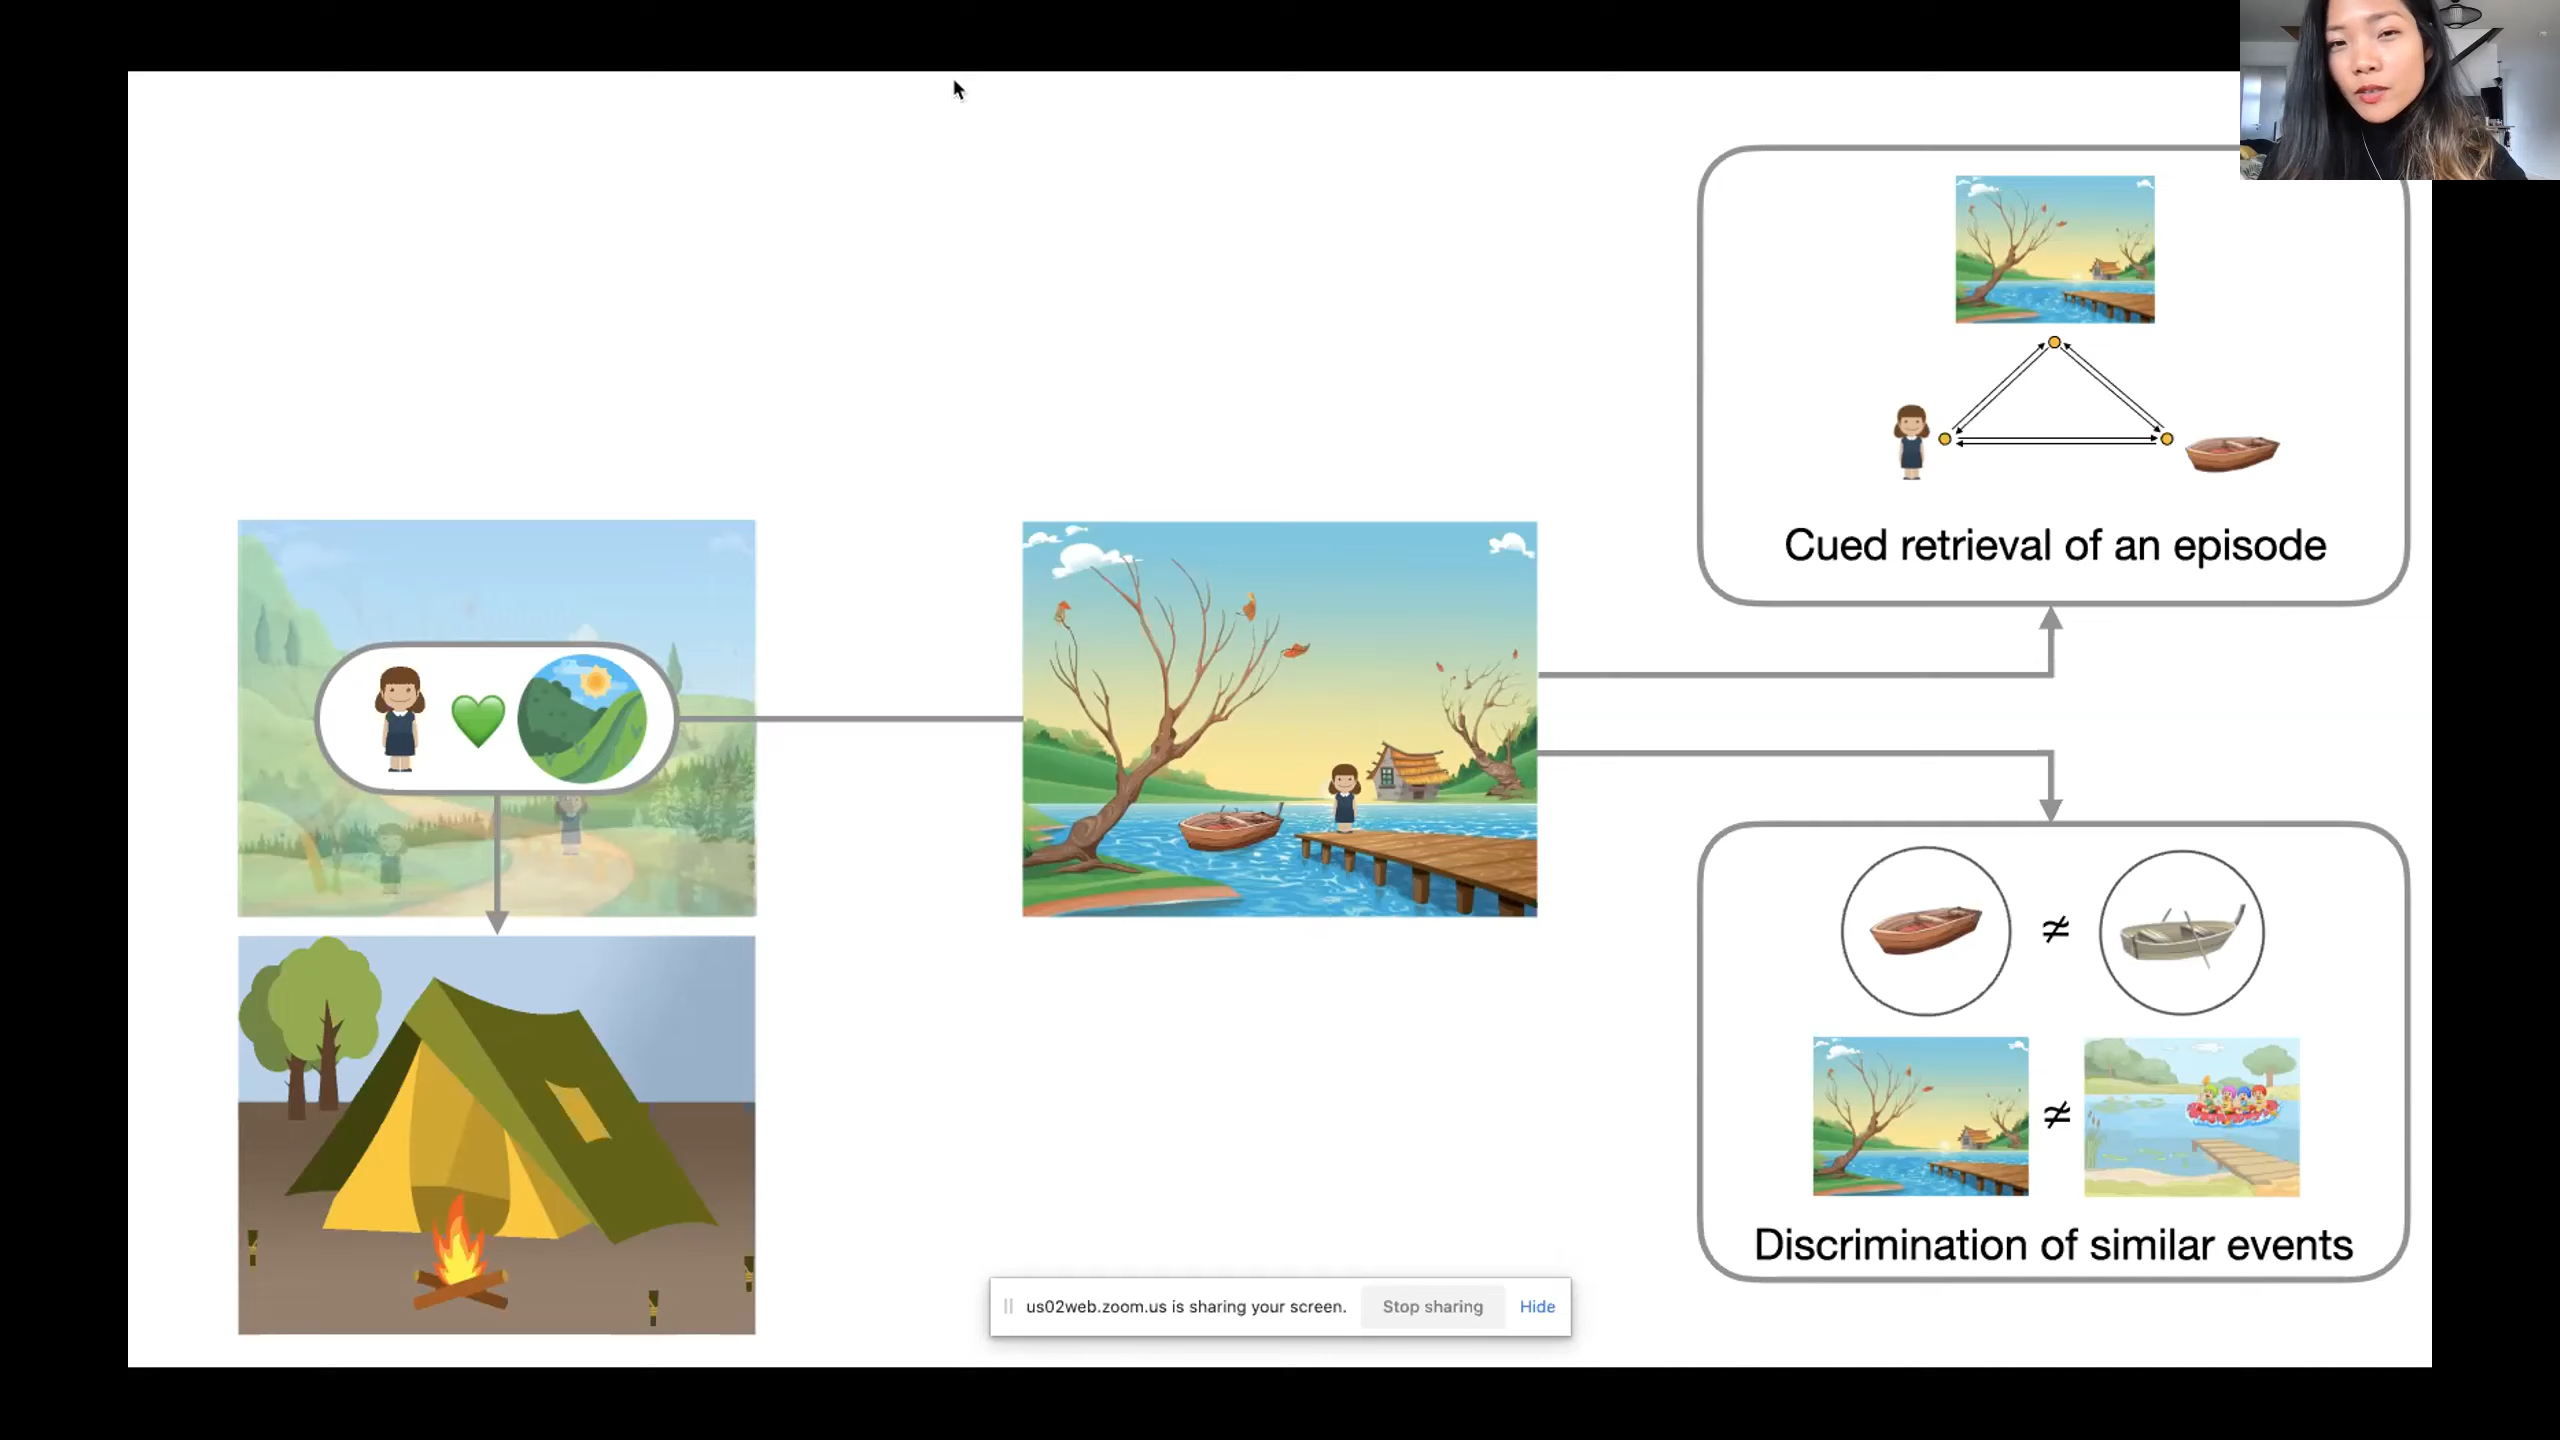 Cued retrieval of an episode
≉
≉
Discrimination of similar events
us02web.zoom.us is sharing your screen. Stop sharing Hide